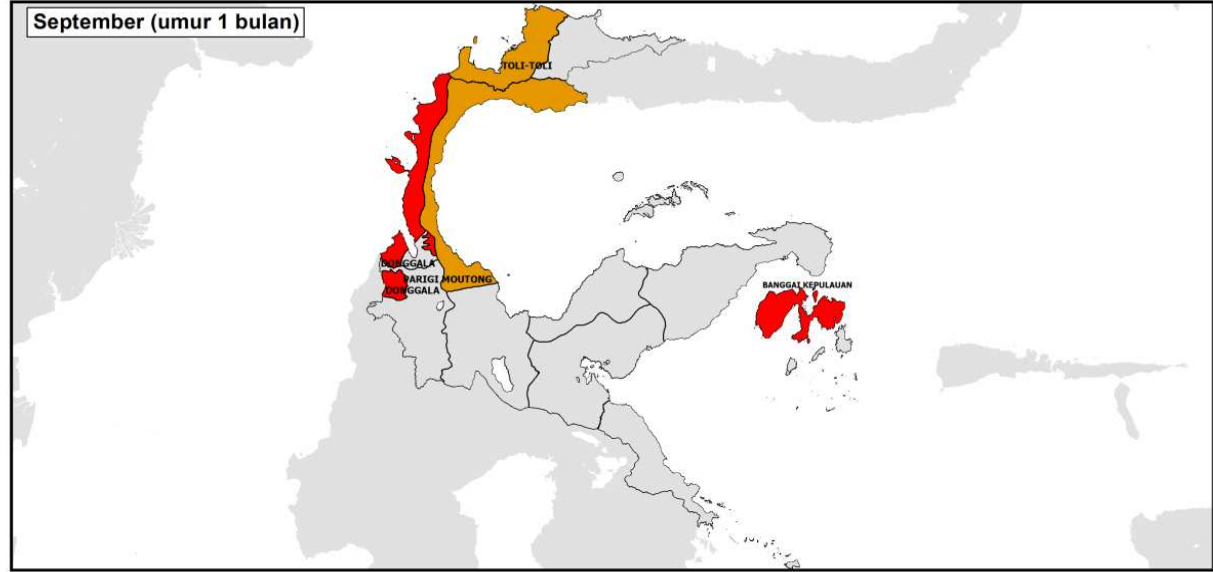 September (umur 1 bulan)
TOLI-TOLI
DONGGALA
PARIGI MOUTONG
DONGGALA
BANGGAI KEPULAUAN